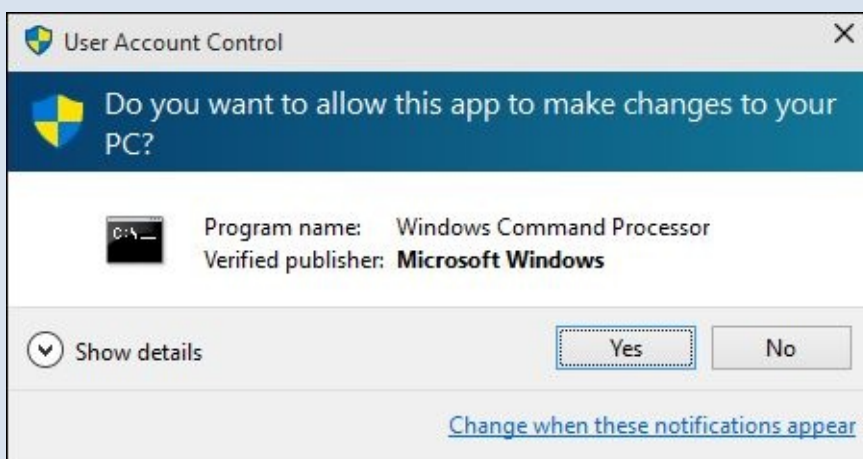 User Account Control
Do you want to allow this app to make changes to your
PC?
C:\
Program name: Windows Command Processor
Verified publisher: Microsoft Windows
Show details
Yes
No
Change when these notifications appear